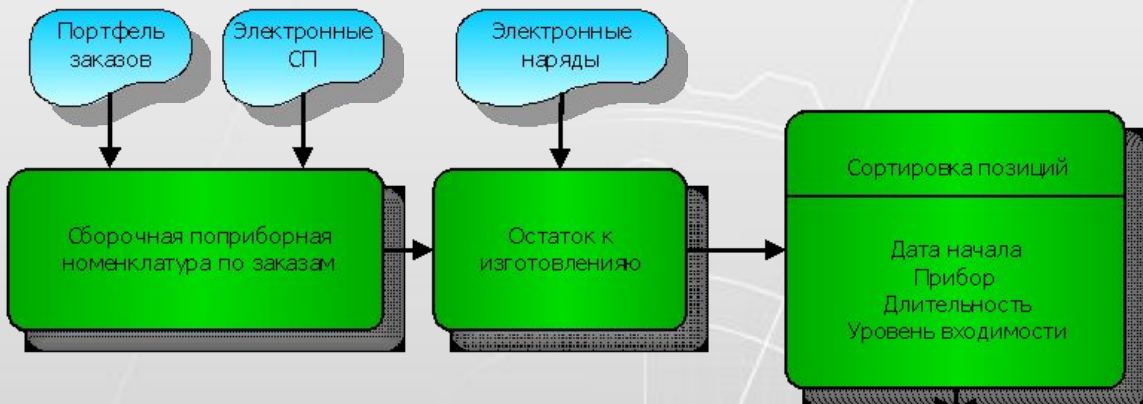 Портфель
заказов
Электронные
СП
Электронные
наряды
Сборочная поприборная
номенклатура по заказам
Остаток к
изготовленияю
Сортировка позиций
Дата начала
Прибор
Длительность
Уровень входимости